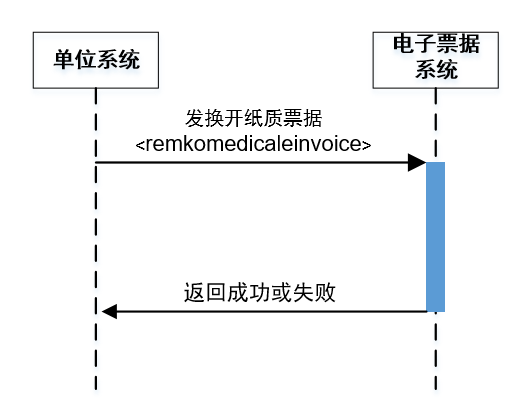 单位系统
电子票据
系统
发换开纸质票据
<remkomedicaleinvoice>
返回成功或失败